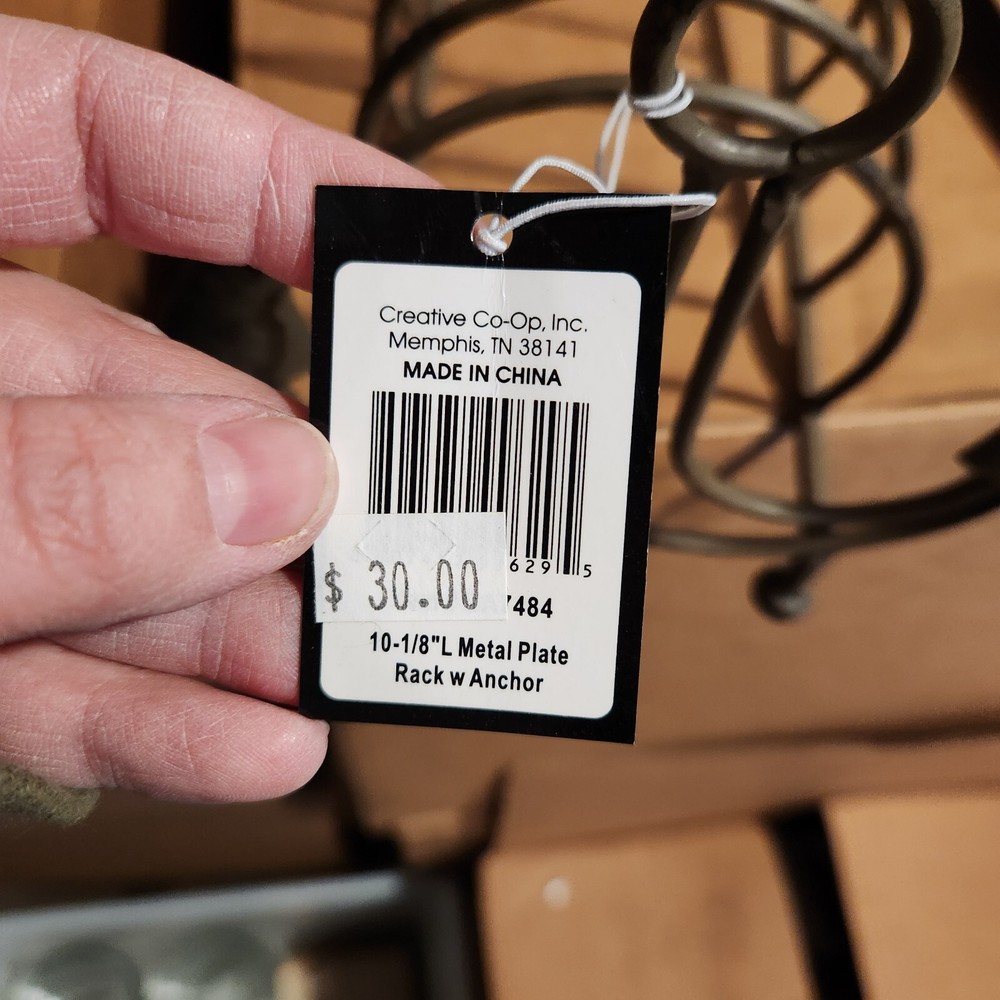 Creative Co-Op, Inc.
Memphis, TN 38141
MADE IN CHINA
629 5
$ 30.00
7484
10-1/8"L Metal Plate
Rack w Anchor